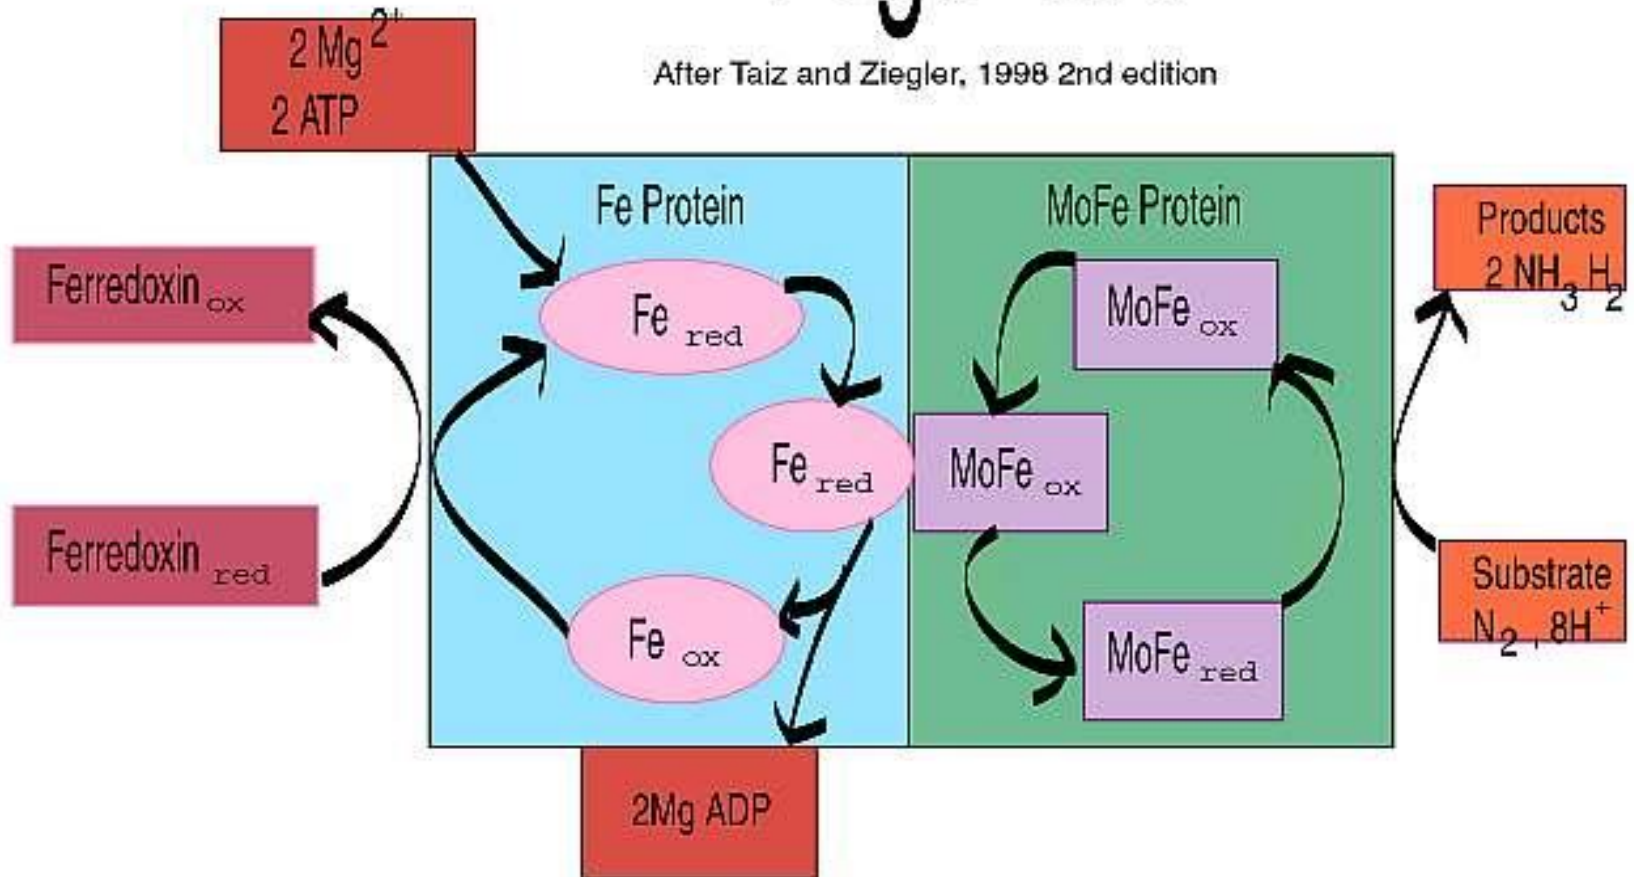 After Taiz and Ziegler, 1998 2nd edition
2 Mg 2+
2 ATP
Fe Protein
MoFe Protein
Ferredoxin ox
Ferredoxin red
Fe red
Fe red
Fe ox
MoFe ox
MoFe ox
MoFe red
Products
2 NH3 H2
Substrate
N2 , 8H+
2Mg ADP